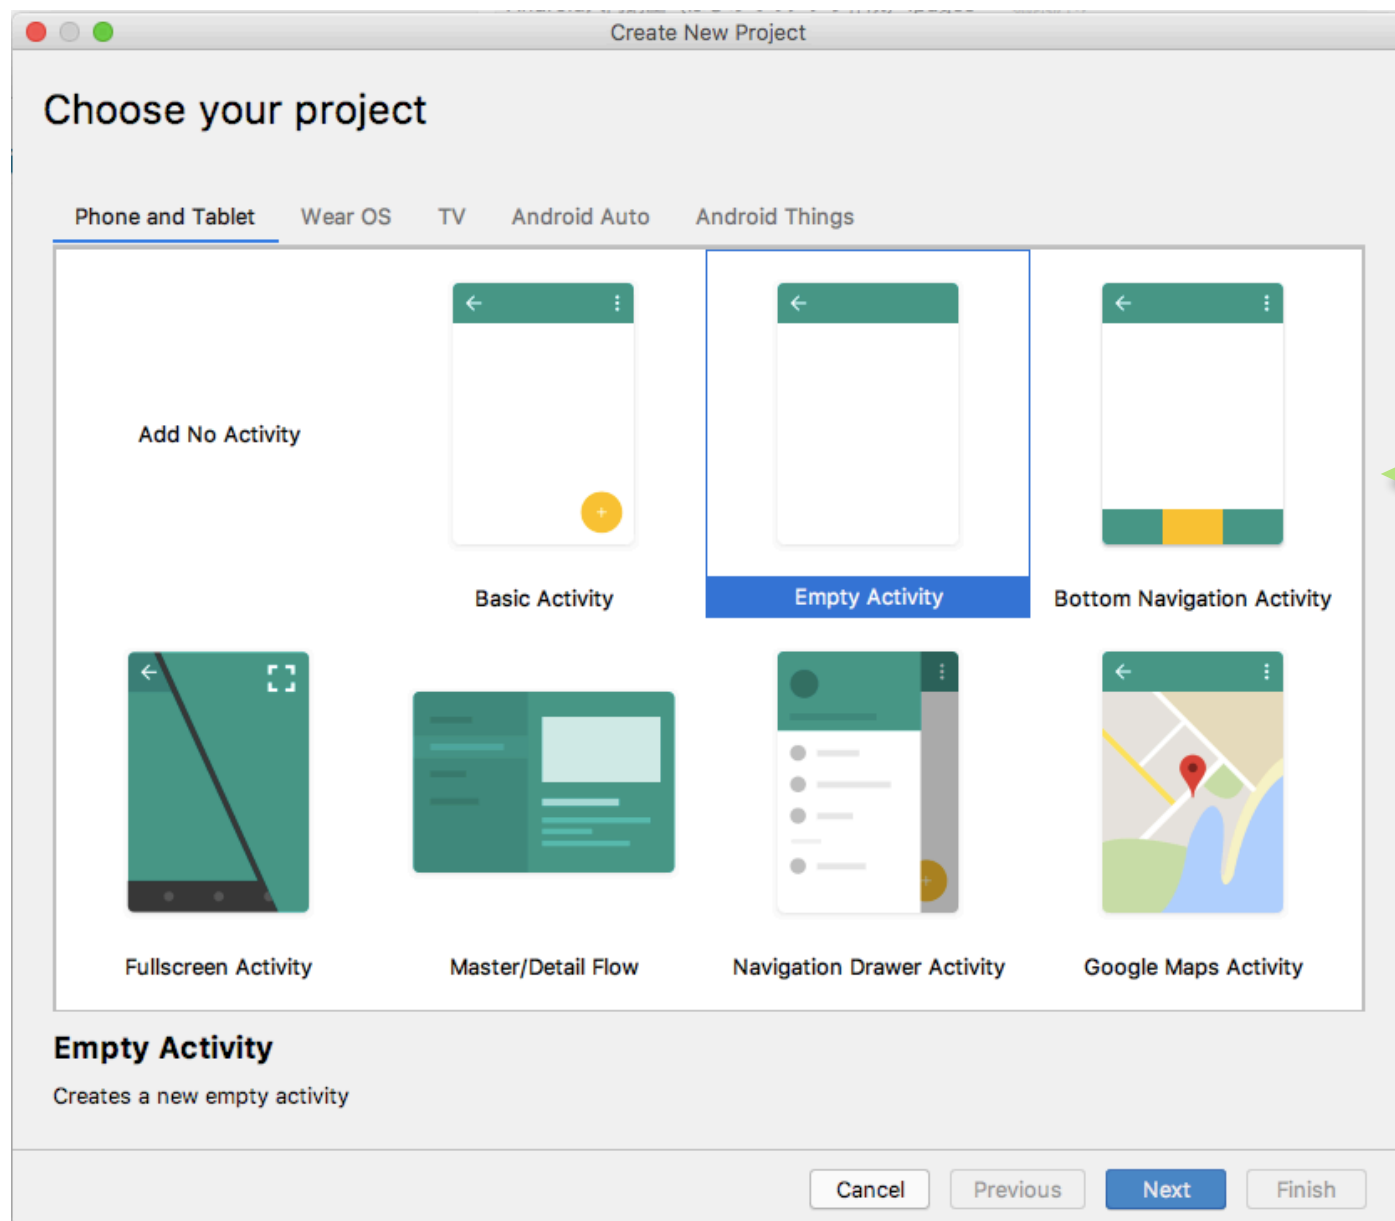 Create New Project
Choose your project
Phone and Tablet Wear OS TV Android Auto Android Things
Add No Activity
Basic Activity
Empty Activity
Bottom Navigation Activity
Fullscreen Activity
Master/Detail Flow
Navigation Drawer Activity
Google Maps Activity
Empty Activity
Creates a new empty activity
Cancel Previous Next Finish